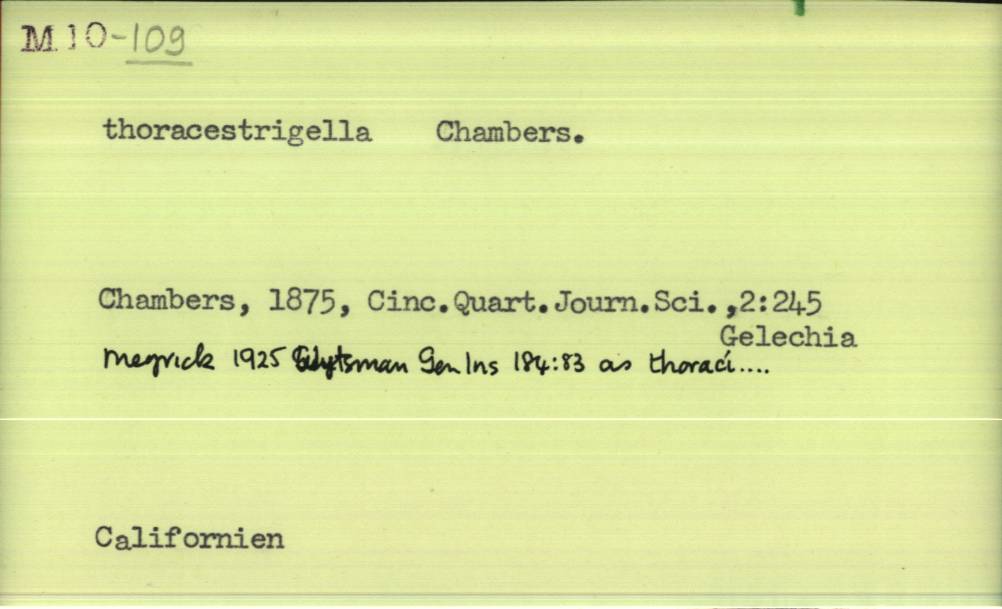 M 10-109
thoracestrigella Chambers.
Chambers, 1875, Cinc.Quart.Journ.Sci.,2:245
Gelechia
Meyrick 1925 Wytsman Gen Ins 184:83 as thoraci....
Californien